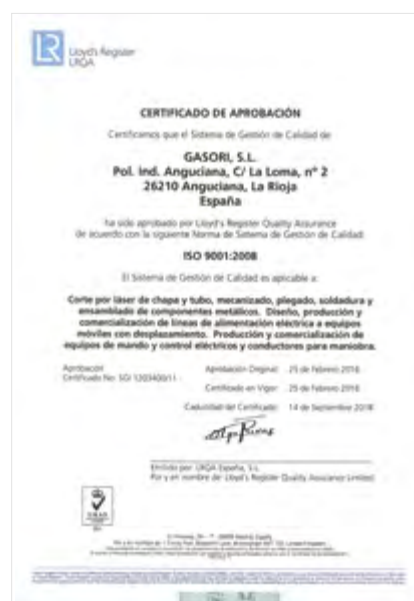 LR
Lloyd's Register
LRQA
CERTIFICADO DE APROBACIÓN
Certificamos que el Sistema de Gestión de Calidad de:
GASORI, S.L.
Pol. Ind. Anguciana, C/ La Loma, nº 2
26210 Anguciana, La Rioja
España
ha sido aprobado por Lloyd's Register Quality Assurance
de acuerdo con la siguiente Norma de Sistema de Gestión de Calidad:
ISO 9001:2008
El Sistema de Gestión de Calidad es aplicable a:
Corte por láser de chapa y tubo, mecanizado, plegado, soldadura y
ensamblado de componentes metálicos. Diseño, producción y
comercialización de líneas de alimentación eléctrica a equipos
móviles con desplazamiento. Producción y comercialización de
equipos de mando y control eléctricos y conductores para maniobra.
Aprobación
Certificado No: SGI
Aprobación Original: 25 de Febrero 2016
Certificado en Vigor: 25 de Febrero 2016
Caducidad del Certificado: 14 de Septiembre 2018
Emitido por: LRQA España, S.L.
Por y en nombre de: Lloyd's Register Quality Assurance Limited
UKAS